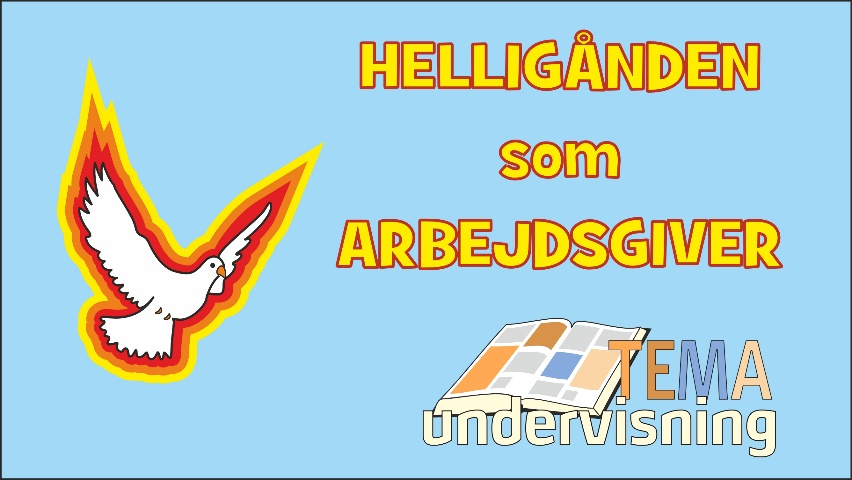 HELLIGÅNDEN
som
ARBEJDSGIVER
TEMA
undervisning